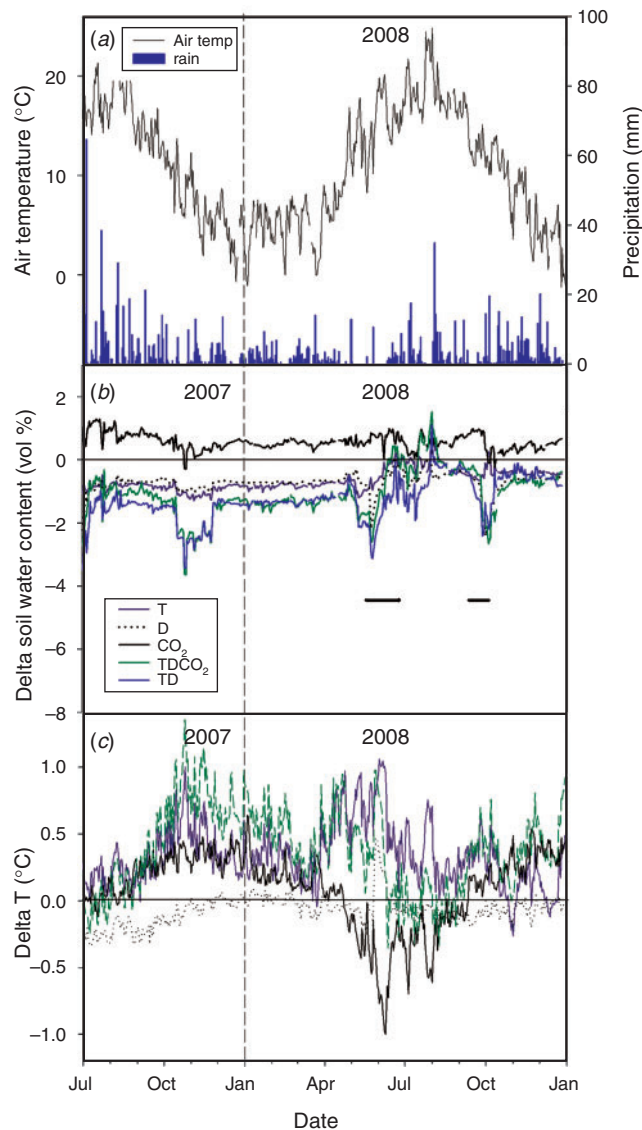 (a)
Air temp
rain
2008
100
80
60
40
20
0
20
10
0
Air temperature (°C)
Precipitation (mm)
(b)
2007
2008
2
0
−2
−4
−6
−8
Delta soil water content (vol %)
T
D
CO2
TDCO2
TD
(c)
2007
2008
1.0
0.5
0.0
−0.5
−1.0
Delta T (°C)
Jul
Oct
Jan
Apr
Jul
Oct
Jan
Date